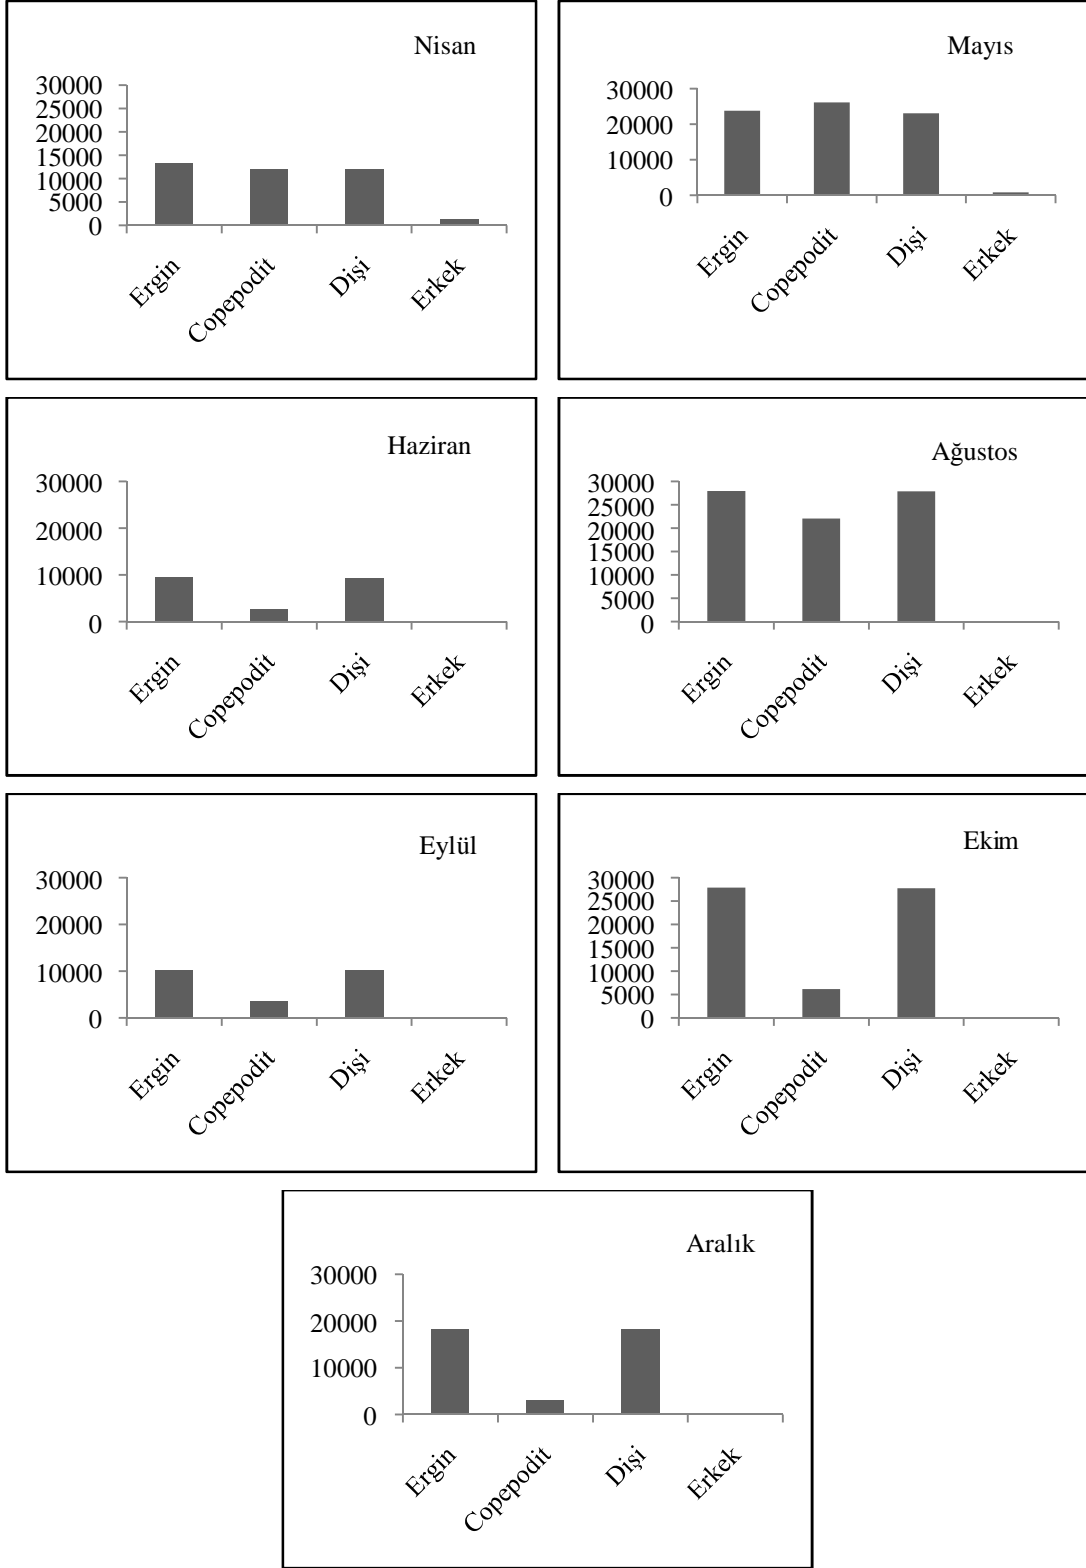 Nisan
30000
25000
20000
15000
10000
5000
0
Ergin
Copepodit
Dişi
Erkek
Mayıs
30000
20000
10000
0
Ergin
Copepodit
Dişi
Erkek
Haziran
30000
20000
10000
0
Ergin
Copepodit
Dişi
Erkek
Ağustos
30000
25000
20000
15000
10000
5000
0
Ergin
Copepodit
Dişi
Erkek
Eylül
30000
20000
10000
0
Ergin
Copepodit
Dişi
Erkek
Ekim
30000
25000
20000
15000
10000
5000
0
Ergin
Copepodit
Dişi
Erkek
Aralık
30000
20000
10000
0
Ergin
Copepodit
Dişi
Erkek